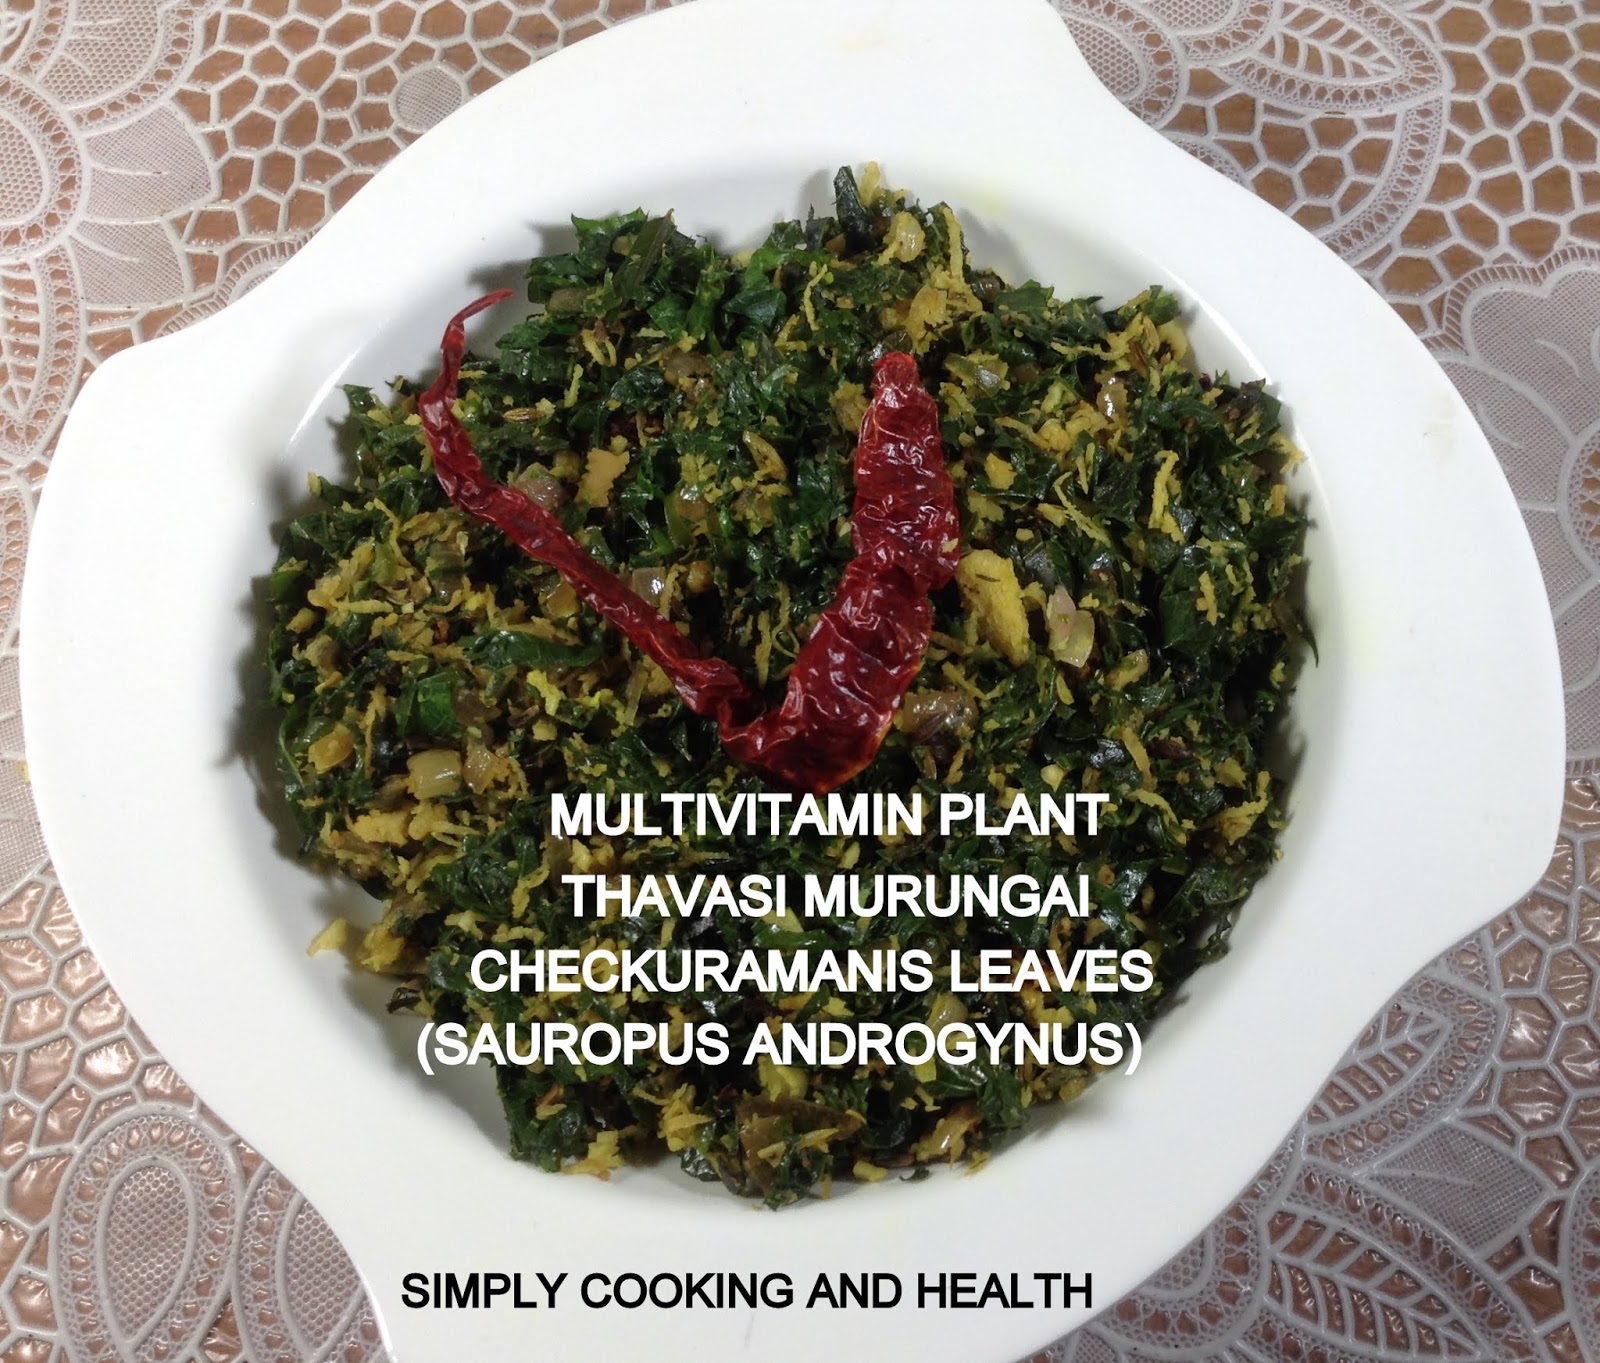 MULTIVITAMIN PLANT
THAVASI MURUNGAI
CHECKURAMANIS LEAVES
(SAUROPUS ANDROGYNUS)
SIMPLY COOKING AND HEALTH